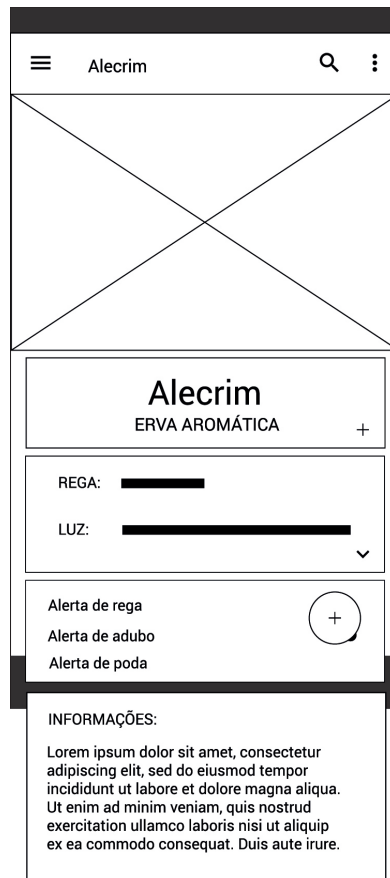 Alecrim
Alecrim
ERVA AROMÁTICA
REGA:
LUZ:
Alerta de rega
Alerta de adubo
Alerta de poda
INFORMAÇÕES:
Lorem ipsum dolor sit amet, consectetur
adipiscing elit, sed do eiusmod tempor
incididunt ut labore et dolore magna aliqua.
Ut enim ad minim veniam, quis nostrud
exercitation ullamco laboris nisi ut aliquip
ex ea commodo consequat. Duis aute irure.